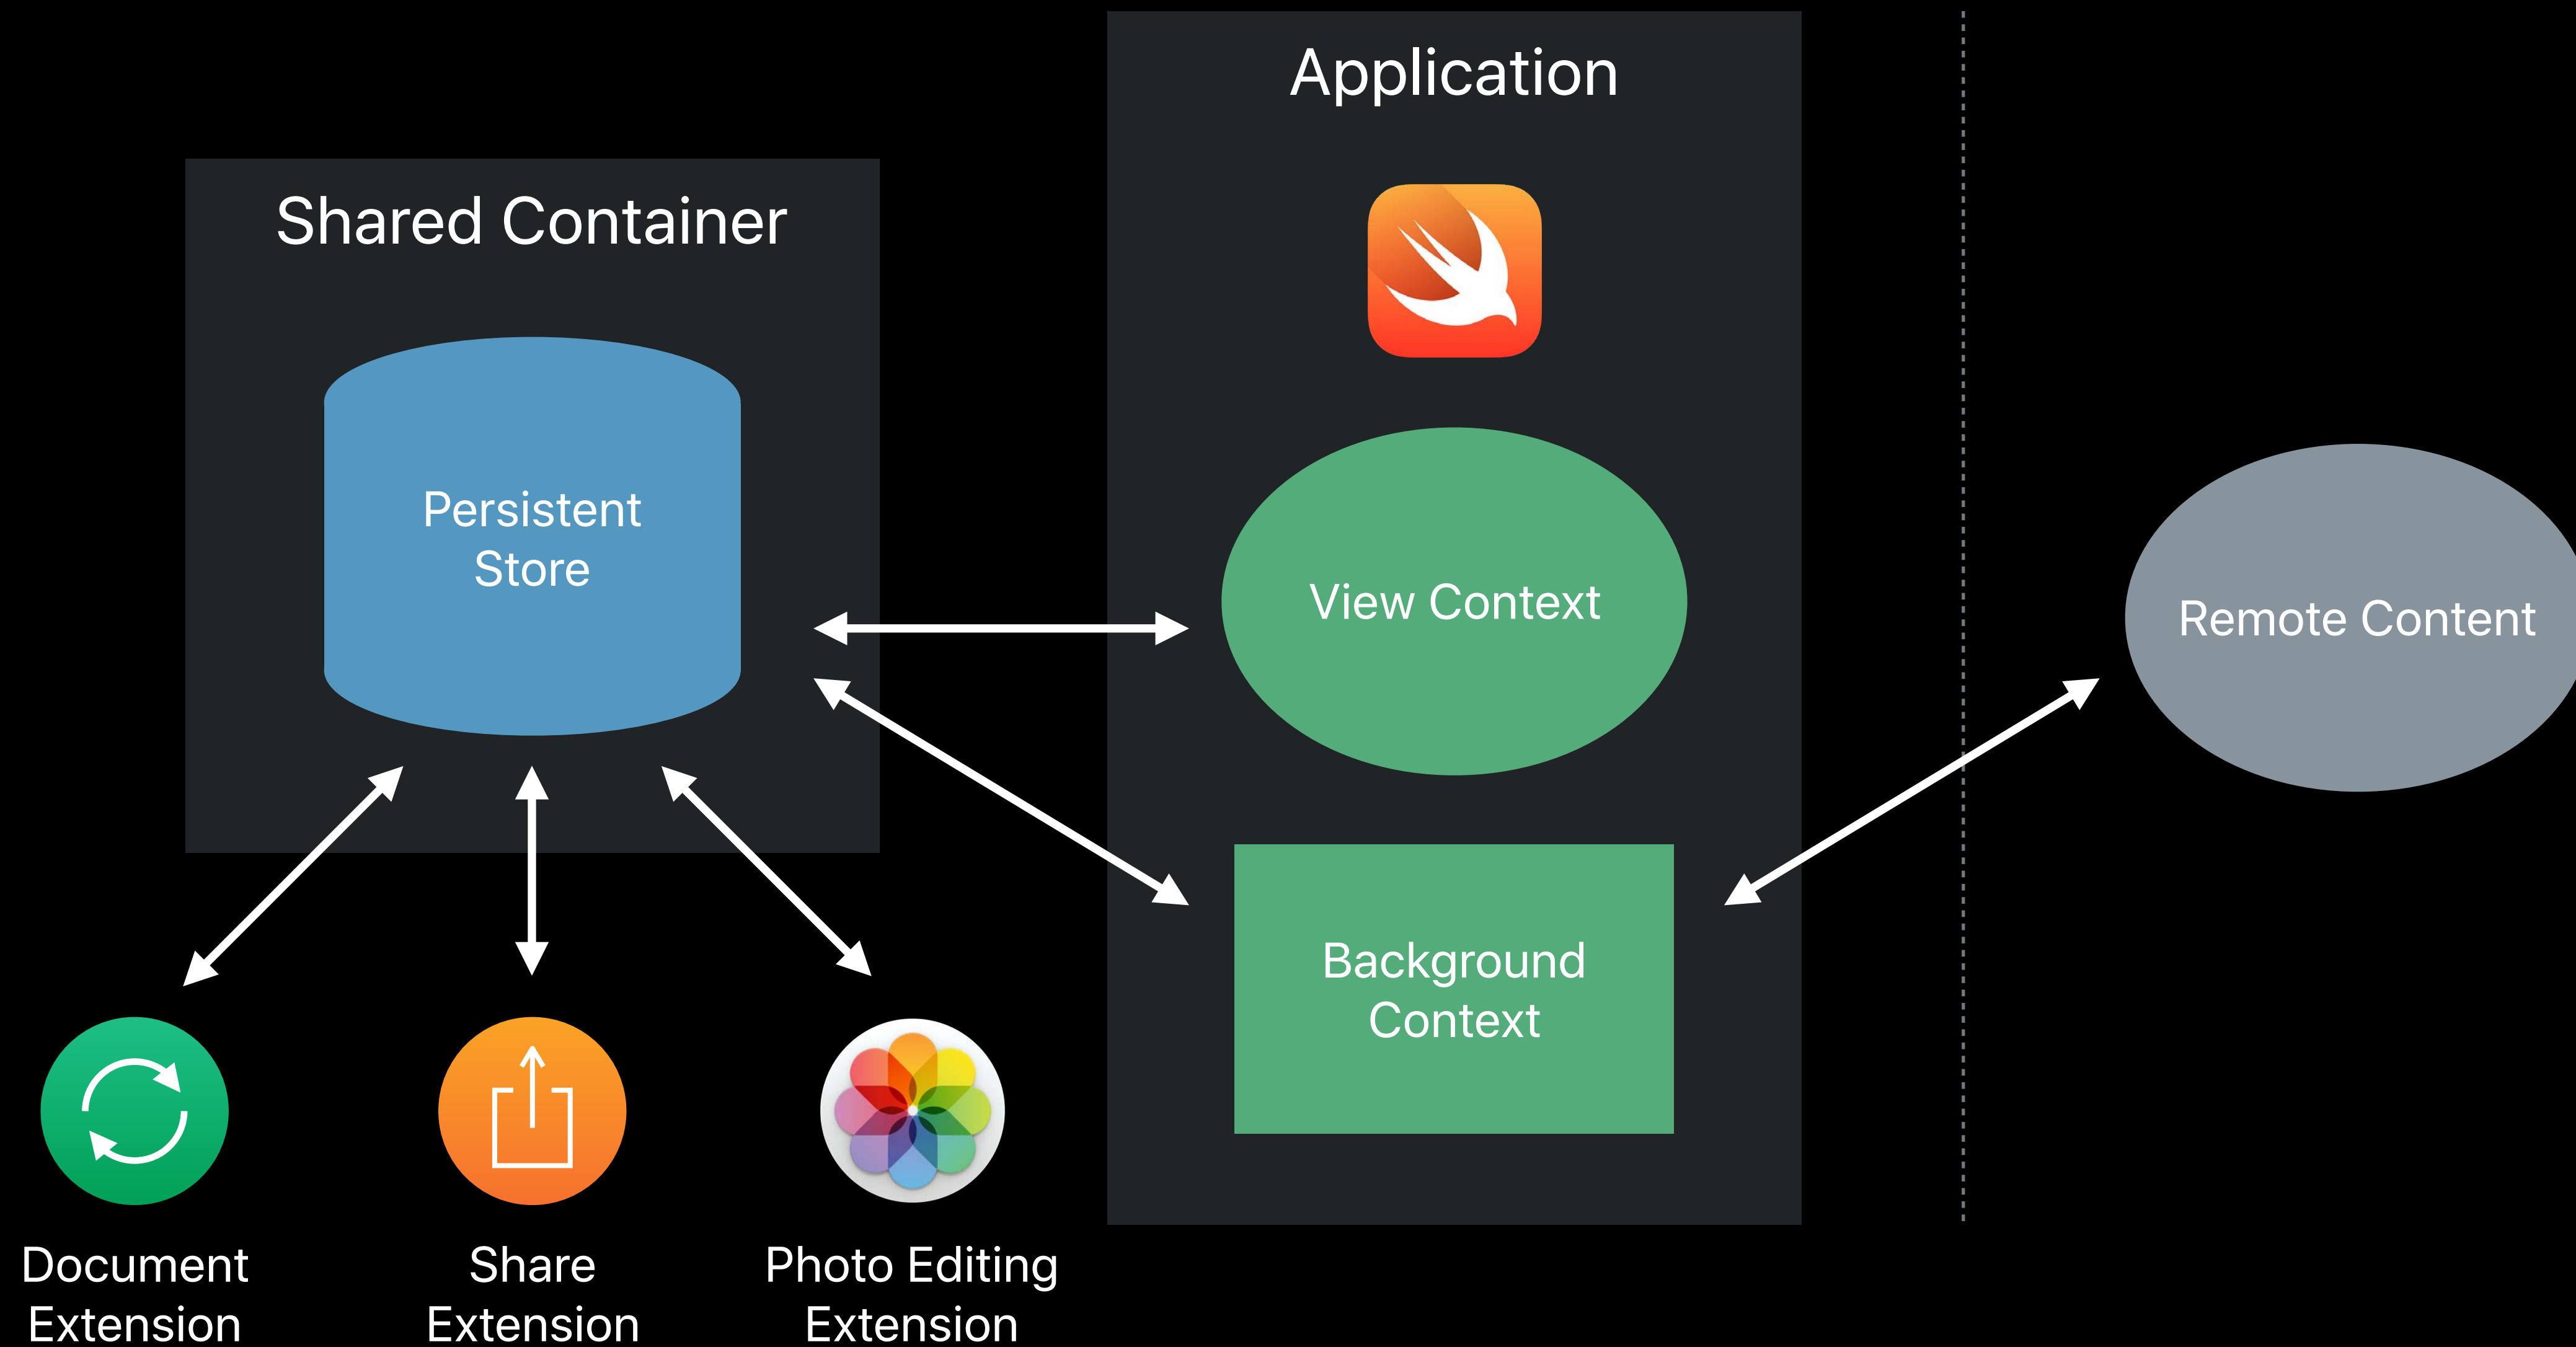 Application
Shared Container
Persistent
Store
View Context
Remote Content
Background
Context
Document
Extension
Share
Extension
Photo Editing
Extension